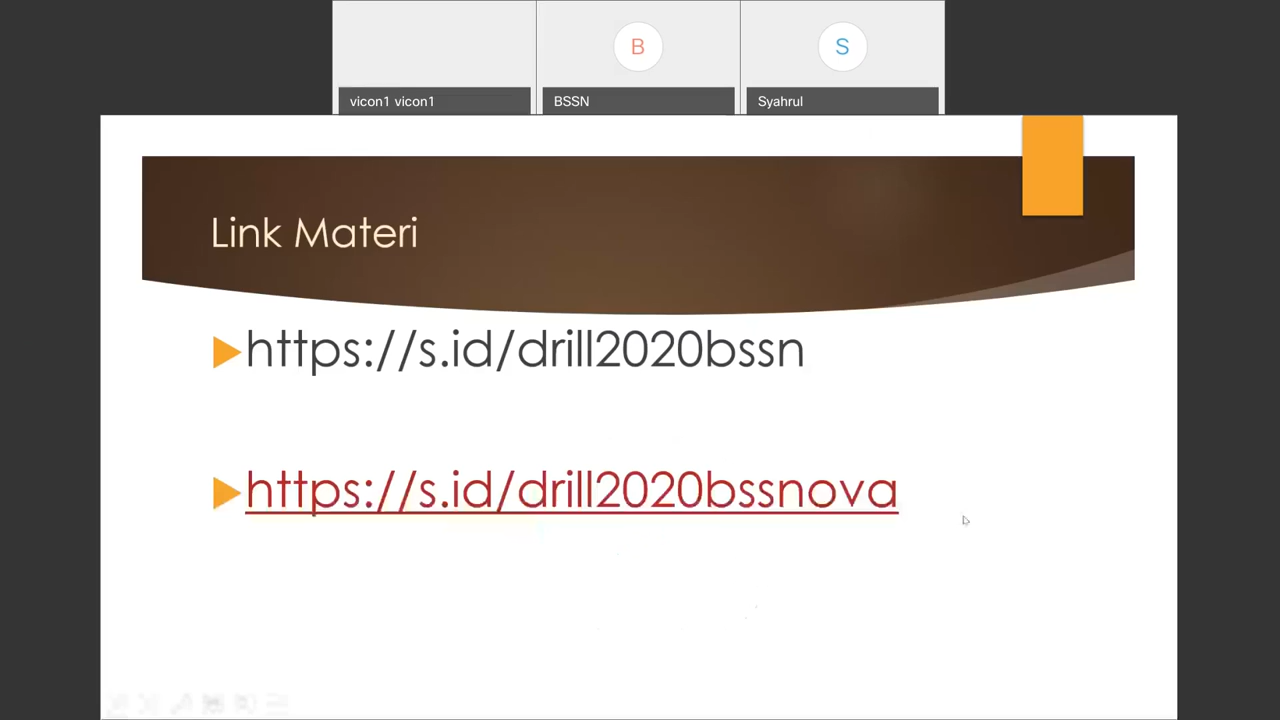 B
S
vicon1 vicon1
BSSN
Syahrul
Link Materi
https://s.id/drill2020bssn
https://s.id/drill2020bssnova